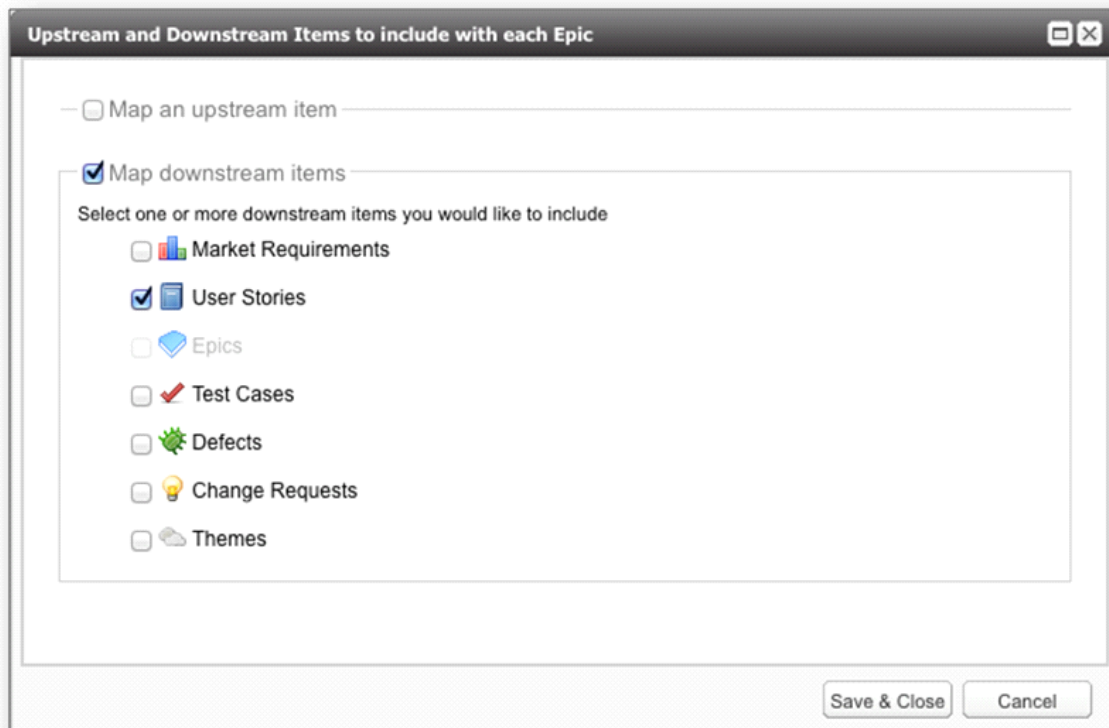 Upstream and Downstream Items to include with each Epic
Map an upstream item
Map downstream items
Select one or more downstream items you would like to include
Market Requirements
User Stories
Epics
Test Cases
Defects
Change Requests
Themes
Save & Close
Cancel